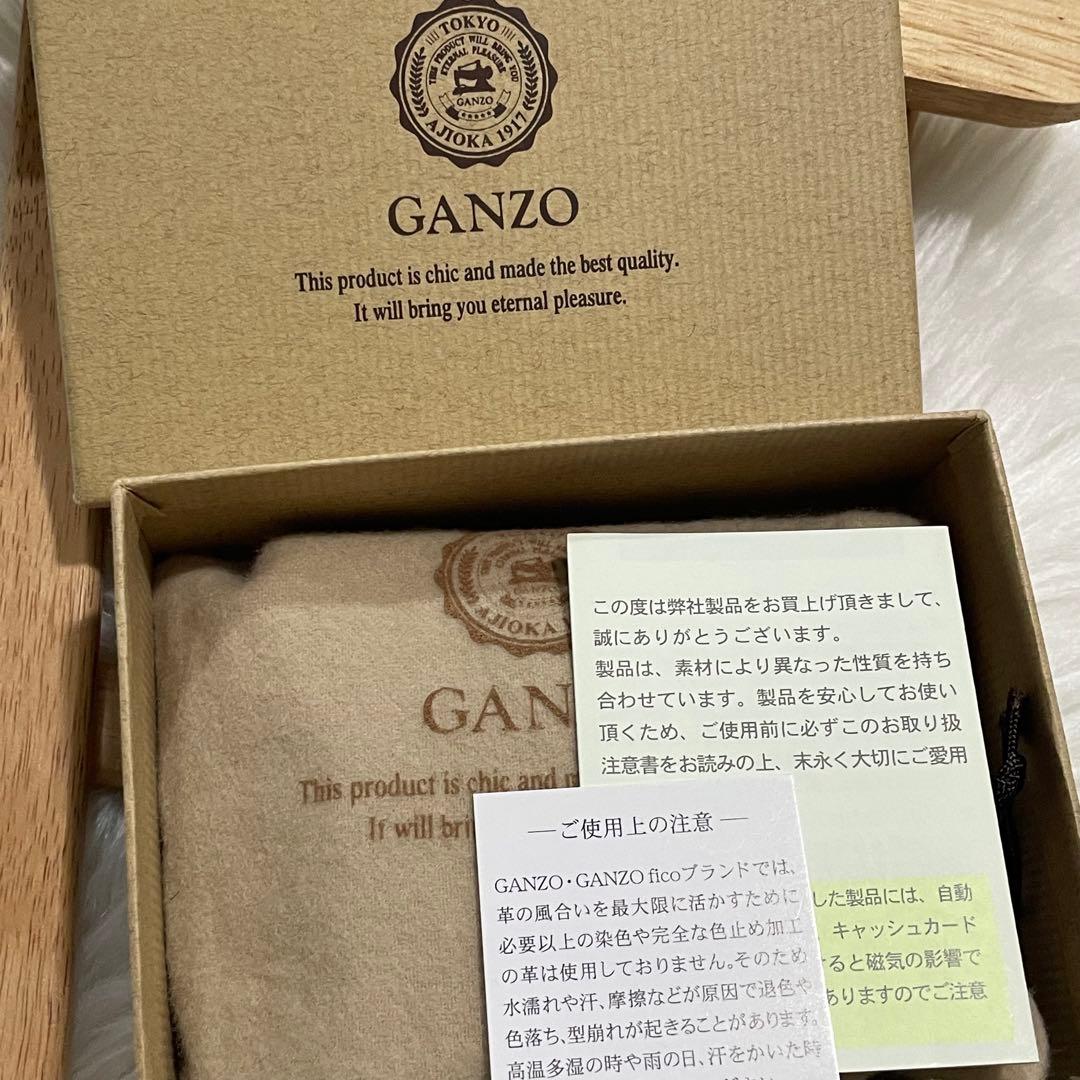 TOKYO
THIS PRODUCT WILL BRING YOU
ETERNAL PLEASURE.
GANZO
AJIOKA 1917
GANZO
This product is chic and made the best quality.
It will bring you eternal pleasure.
AJIOKA
GAN
This product is chic and m
It will bri
この度は弊社製品をお買上げ頂きまして、
誠にありがとうございます。
製品は、素材により異なった性質を持ち
合わせています。製品を安心してお使い
頂くため、ご使用前に必ずこのお取り扱
注意書をお読みの上、末永く大切にご愛用
した製品には、自動
キャッシュカード
ると磁気の影響で
ありますのでご注意
―ご使用上の注意―
GANZO・GANZO ficoブランドでは、
革の風合いを最大限に活かすために
必要以上の染色や完全な色止め加工
の革は使用しておりません。そのため
水濡れや汗、摩擦などが原因で退色や
色落ち、型崩れが起きることがあります。
高温多湿の時や雨の日、汗をかいた時